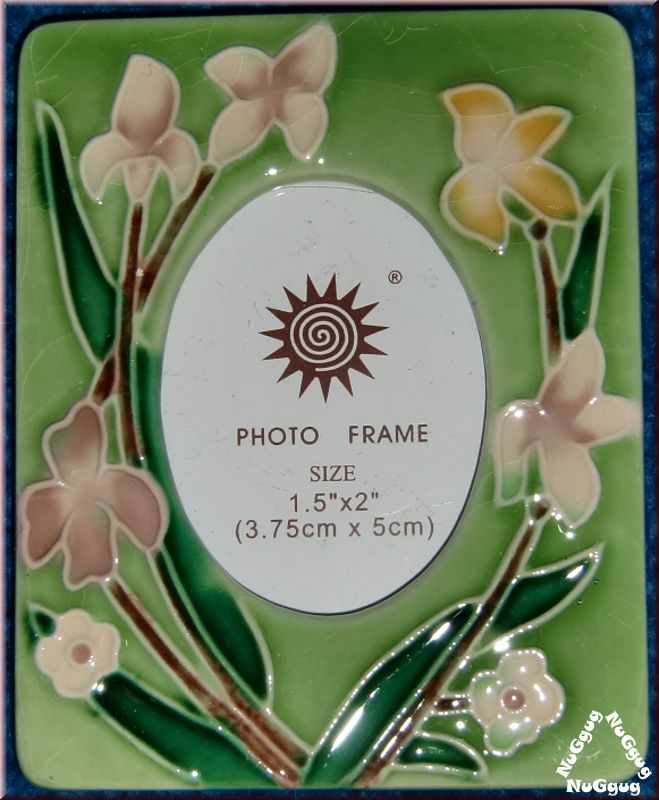 ®
PHOTO FRAME
SIZE
1.5"x2"
(3.75cm x 5cm)
NuGgug
NuGgug
NuGgug